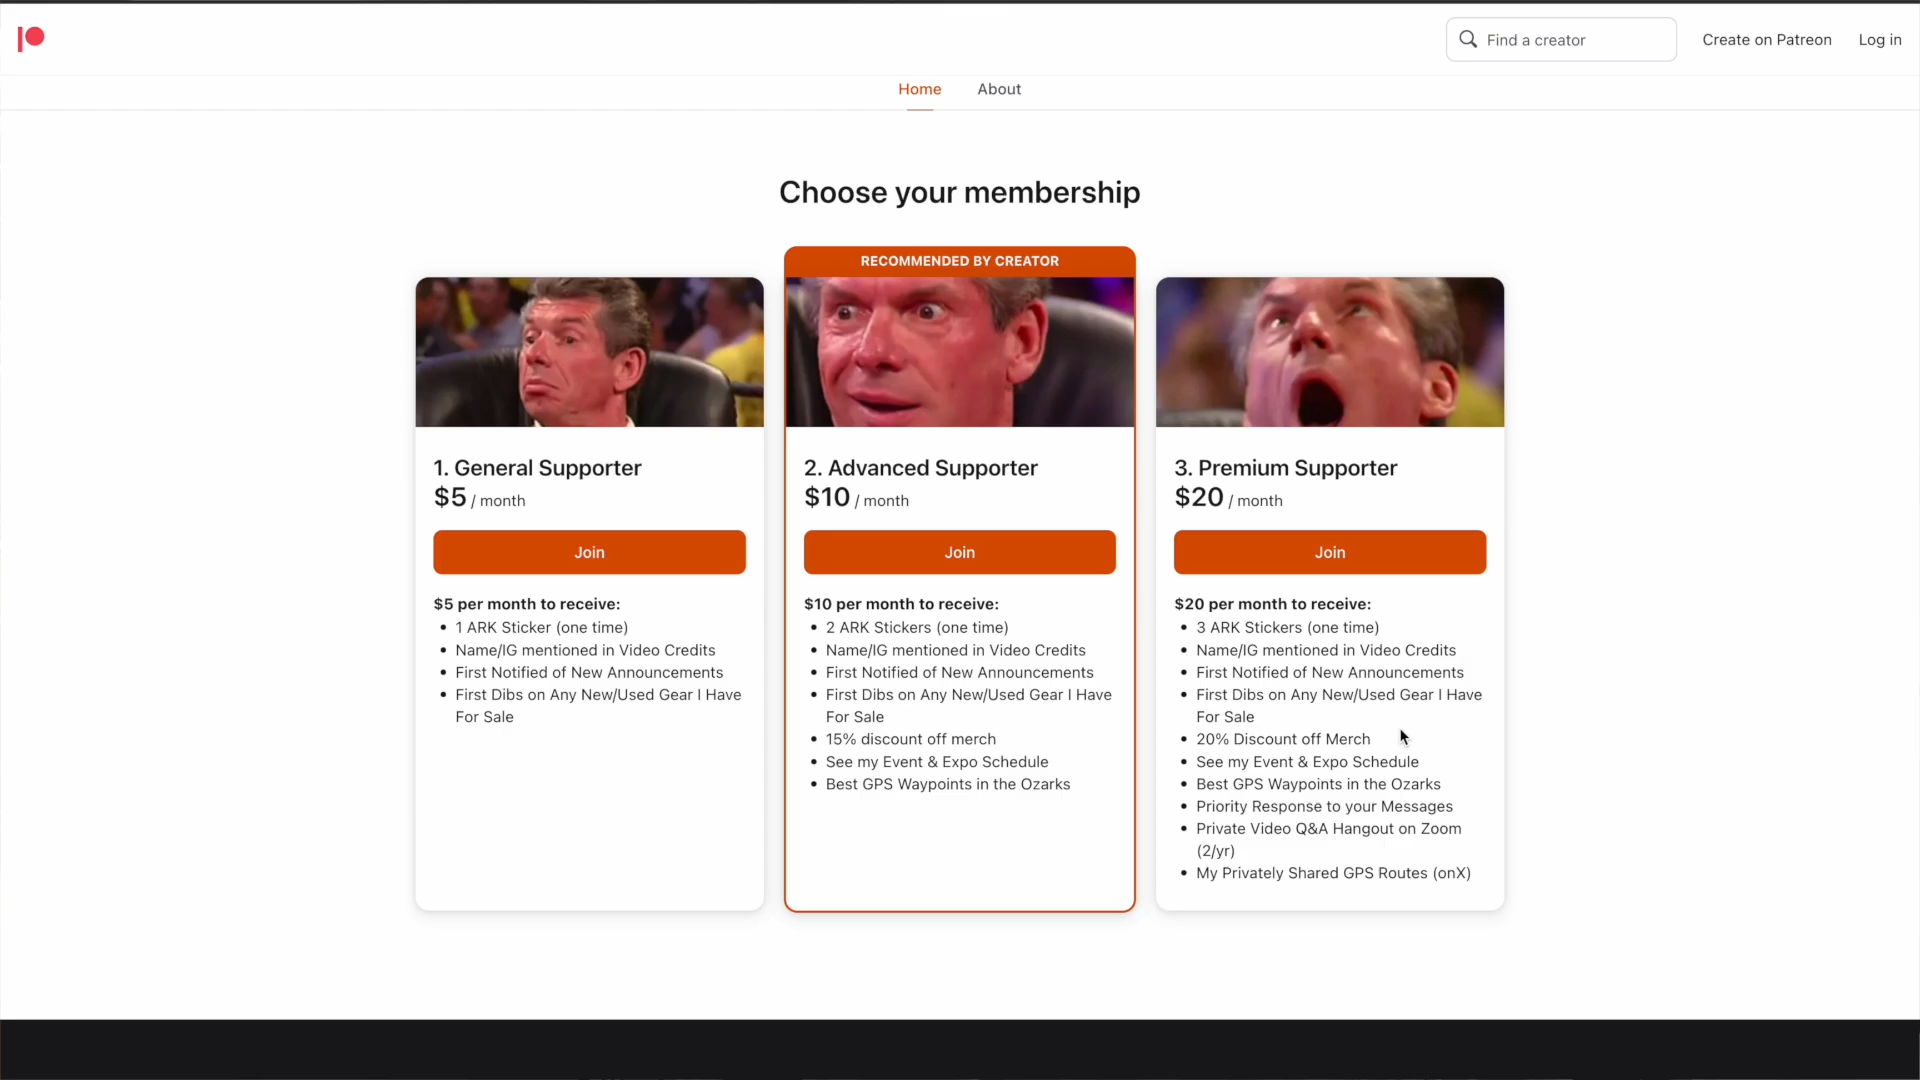 Find a creator
Create on Patreon
Log in
Home
About
Choose your membership
RECOMMENDED BY CREATOR
1. General Supporter
$5 / month
Join
$5 per month to receive:
• 1 ARK Sticker (one time)
• Name/IG mentioned in Video Credits
• First Notified of New Announcements
• First Dibs on Any New/Used Gear I Have
For Sale
2. Advanced Supporter
$10 / month
Join
$10 per month to receive:
• 2 ARK Stickers (one time)
• Name/IG mentioned in Video Credits
• First Notified of New Announcements
• First Dibs on Any New/Used Gear I Have
For Sale
• 15% discount off merch
• See my Event & Expo Schedule
• Best GPS Waypoints in the Ozarks
3. Premium Supporter
$20 / month
Join
$20 per month to receive:
• 3 ARK Stickers (one time)
• Name/IG mentioned in Video Credits
• First Notified of New Announcements
• First Dibs on Any New/Used Gear I Have
For Sale
• 20% Discount off Merch
• See my Event & Expo Schedule
• Best GPS Waypoints in the Ozarks
• Priority Response to your Messages
• Private Video Q&A Hangout on Zoom
(2/yr)
• My Privately Shared GPS Routes (onX)